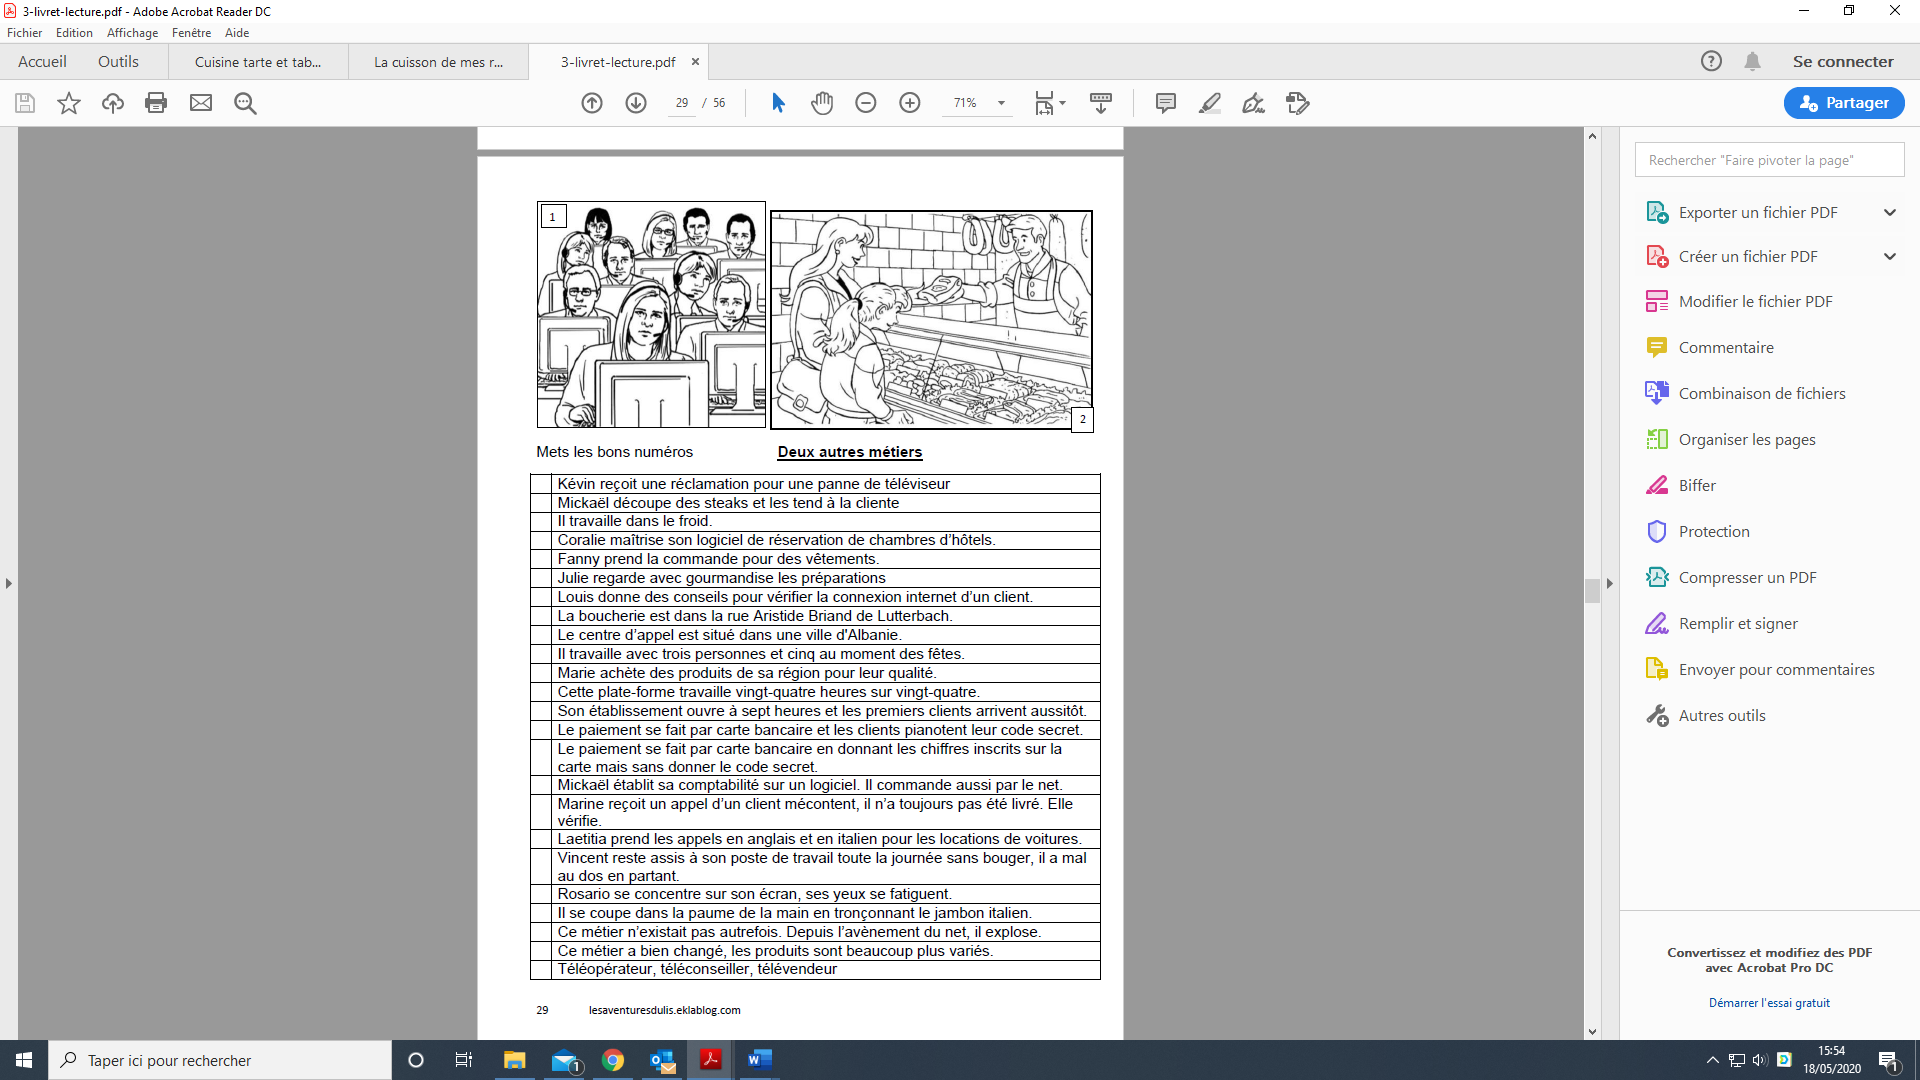 3-livret-lecture.pdf - Adobe Acrobat Reader DC
Fichier Edition Affichage Fenêtre Aide
Accueil Outils Cuisine tarte et tab... La cuisson de mes r... 3-livret-lecture.pdf Se connecter
29 / 56 71% Partager
Rechercher "Faire pivoter la page"
Exporter un fichier PDF
Créer un fichier PDF
Modifier le fichier PDF
Commentaire
Combinaison de fichiers
Organiser les pages
Biffer
Protection
Compresser un PDF
Remplir et signer
Envoyer pour commentaires
Autres outils
Convertissez et modifiez des PDF
avec Acrobat Pro DC
Démarrer l'essai gratuit
1
2
Mets les bons numéros Deux autres métiers
Kévin reçoit une réclamation pour une panne de téléviseur
Mickaël découpe des steaks et les tend à la cliente
Il travaille dans le froid.
Coralie maîtrise son logiciel de réservation de chambres d’hôtels.
Fanny prend la commande pour des vêtements.
Julie regarde avec gourmandise les préparations
Louis donne des conseils pour vérifier la connexion internet d’un client.
La boucherie est dans la rue Aristide Briand de Lutterbach.
Le centre d’appel est situé dans une ville d'Albanie.
Il travaille avec trois personnes et cinq au moment des fêtes.
Marie achète des produits de sa région pour leur qualité.
Cette plate-forme travaille vingt-quatre heures sur vingt-quatre.
Son établissement ouvre à sept heures et les premiers clients arrivent aussitôt.
Le paiement se fait par carte bancaire et les clients pianotent leur code secret.
Le paiement se fait par carte bancaire en donnant les chiffres inscrits sur la
carte mais sans donner le code secret.
Mickaël établit sa comptabilité sur un logiciel. Il commande aussi par le net.
Marine reçoit un appel d’un client mécontent, il n’a toujours pas été livré. Elle
vérifie.
Laetitia prend les appels en anglais et en italien pour les locations de voitures.
Vincent reste assis à son poste de travail toute la journée sans bouger, il a mal
au dos en partant.
Rosario se concentre sur son écran, ses yeux se fatiguent.
Il se coupe dans la paume de la main en tronçonnant le jambon italien.
Ce métier n’existait pas autrefois. Depuis l’avènement du net, il explose.
Ce métier a bien changé, les produits sont beaucoup plus variés.
Téléopérateur, téléconseiller, télévendeur
29 lesaventuresdulis.eklablog.com
Taper ici pour rechercher
1
15:54
18/05/2020
1